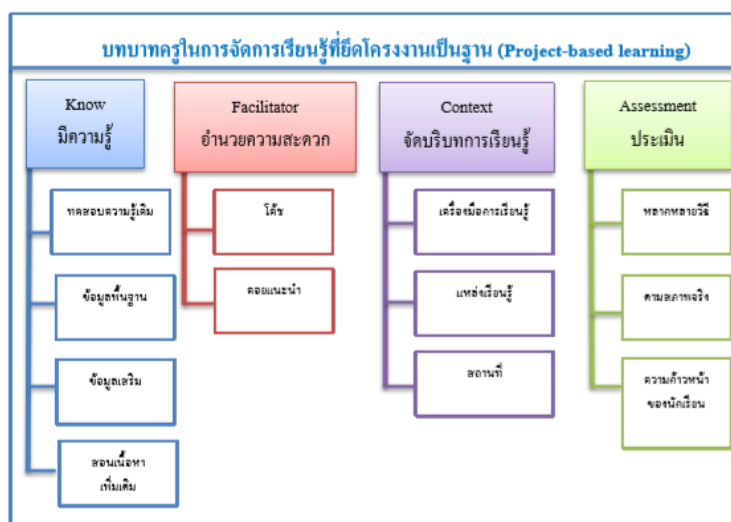 บทบาทครูในการจัดการเรียนรู้ที่ยึดโครงงานเป็นฐาน (Project-based learning)
Know
มีความรู้
ทดสอบความรู้เดิม
ข้อมูลพื้นฐาน
ข้อมูลเสริม
สอนเนื้อหา
เพิ่มเติม
Facilitator
อำนวยความสะดวก
โค้ช
คอยแนะนำ
Context
จัดบริบทการเรียนรู้
เครื่องมือการเรียนรู้
แหล่งเรียนรู้
สถานที่
Assessment
ประเมิน
หลากหลายวิธี
ตามสภาพจริง
ความก้าวหน้า
ของนักเรียน